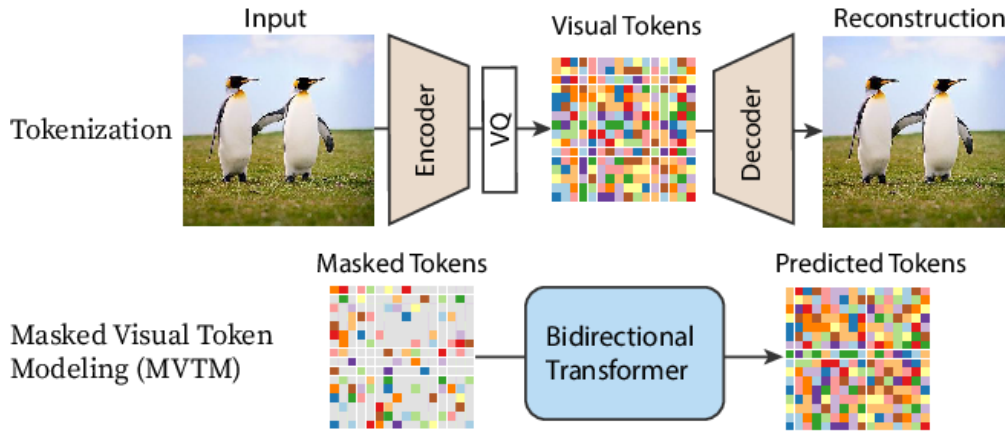 Input
Visual Tokens
Reconstruction
Tokenization
Encoder
VQ
Decoder
Masked Tokens
Predicted Tokens
Masked Visual Token
Modeling (MVTM)
Bidirectional
Transformer